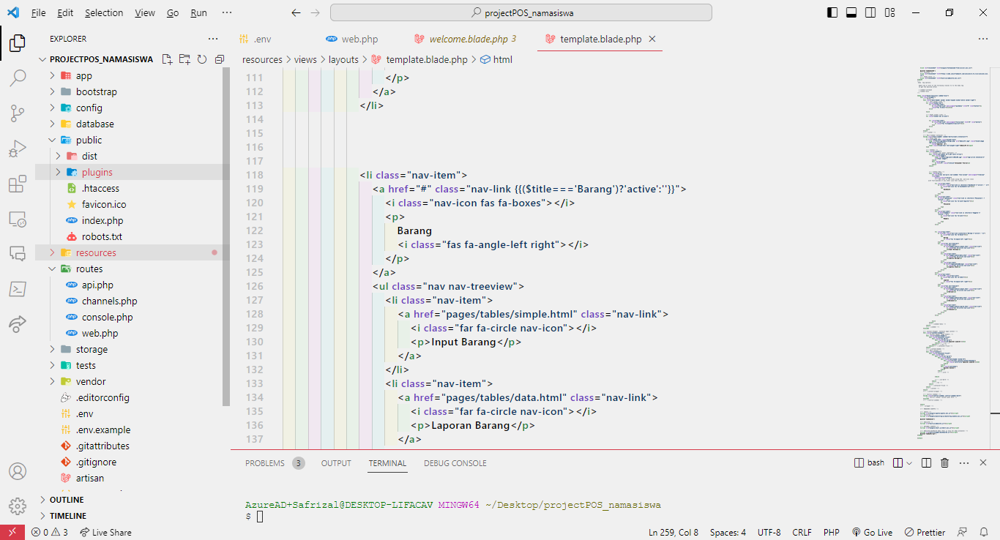 File Edit Selection View Go Run ···
projectPOS_namasiswa
EXPLORER
PROJECTPOS_NAMASISWA
app
bootstrap
config
database
public
dist
plugins
.htaccess
favicon.ico
index.php
robots.txt
resources
routes
api.php
channels.php
console.php
web.php
storage
tests
vendor
.editorconfig
.env
.env.example
.gitattributes
.gitignore
artisan
OUTLINE
TIMELINE
.env web.php welcome.blade.php 3 template.blade.php
resources > views > layouts > template.blade.php > html
111 </p>
112 </a>
113 </li>
114
115
116
117
118 <li class="nav-item">
119 <a href="#" class="nav-link {{($title==='Barang')?'active':''}}">
120 <i class="nav-icon fas fa-boxes"></i>
121 <p>
122 Barang
123 <i class="fas fa-angle-left right"></i>
124 </p>
125 </a>
126 <ul class="nav nav-treeview">
127 <li class="nav-item">
128 <a href="pages/tables/simple.html" class="nav-link">
129 <i class="far fa-circle nav-icon"></i>
130 <p>Input Barang</p>
131 </a>
132 </li>
133 <li class="nav-item">
134 <a href="pages/tables/data.html" class="nav-link">
135 <i class="far fa-circle nav-icon"></i>
136 <p>Laporan Barang</p>
137 </a>
PROBLEMS 3 OUTPUT TERMINAL DEBUG CONSOLE
bash
AzureAD+Safrizal@DESKTOP-LIFACAV MINGW64 ~/Desktop/projectPOS_namasiswa
$
0 3 Live Share
Ln 259, Col 8 Spaces: 4 UTF-8 CRLF PHP Go Live Prettier